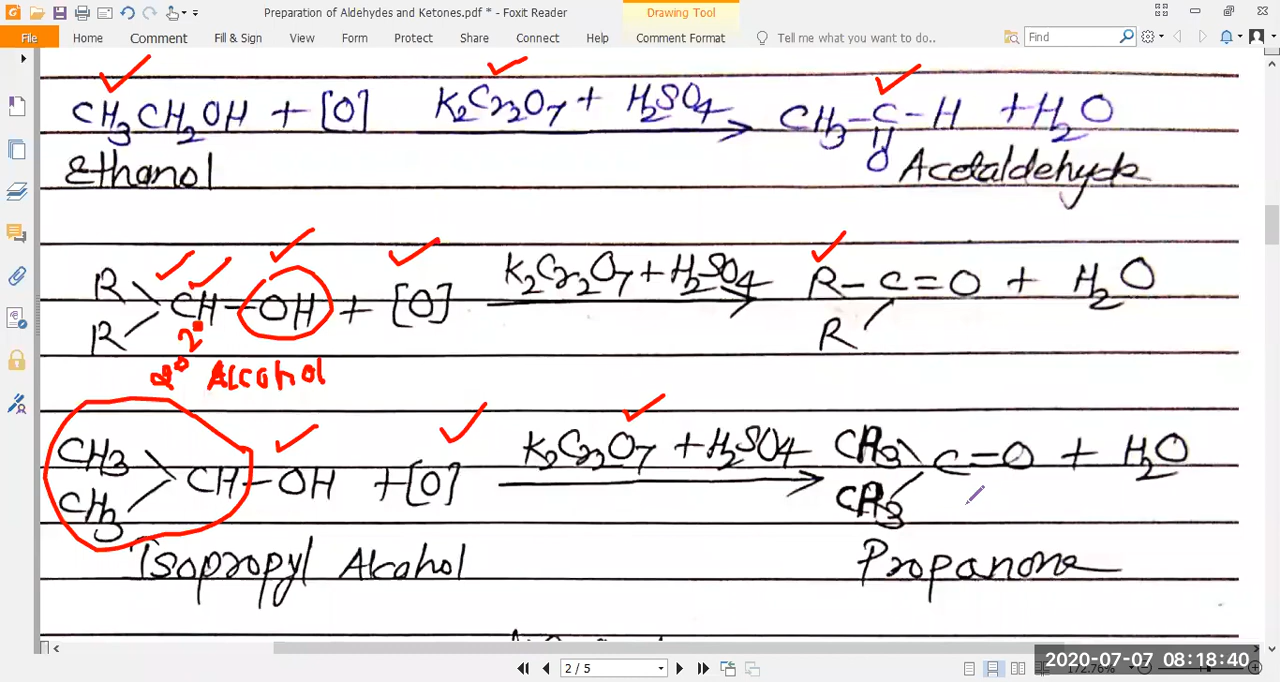 Preparation of Aldehydes and Ketones.pdf * - Foxit Reader
Drawing Tool
File Home Comment Fill & Sign View Form Protect Share Connect Help Comment Format Tell me what you want to do.. Find
CH3CH2OH + [O] K2Cr2O7 + H2SO4 CH3-C-H + H2O
O
Ethanol Acetaldehyde
R
CH-OH + [O] K2Cr2O7 + H2SO4 R-C=O + H2O
R 2° R
2° Alcohol
CH3 CH3
CH-OH + [O] K2Cr2O7 + H2SO4 C=O + H2O
CH3 CH3
Isopropyl Alcohol Propanone
2 / 5
172.76%
2020-07-07 08:18:40